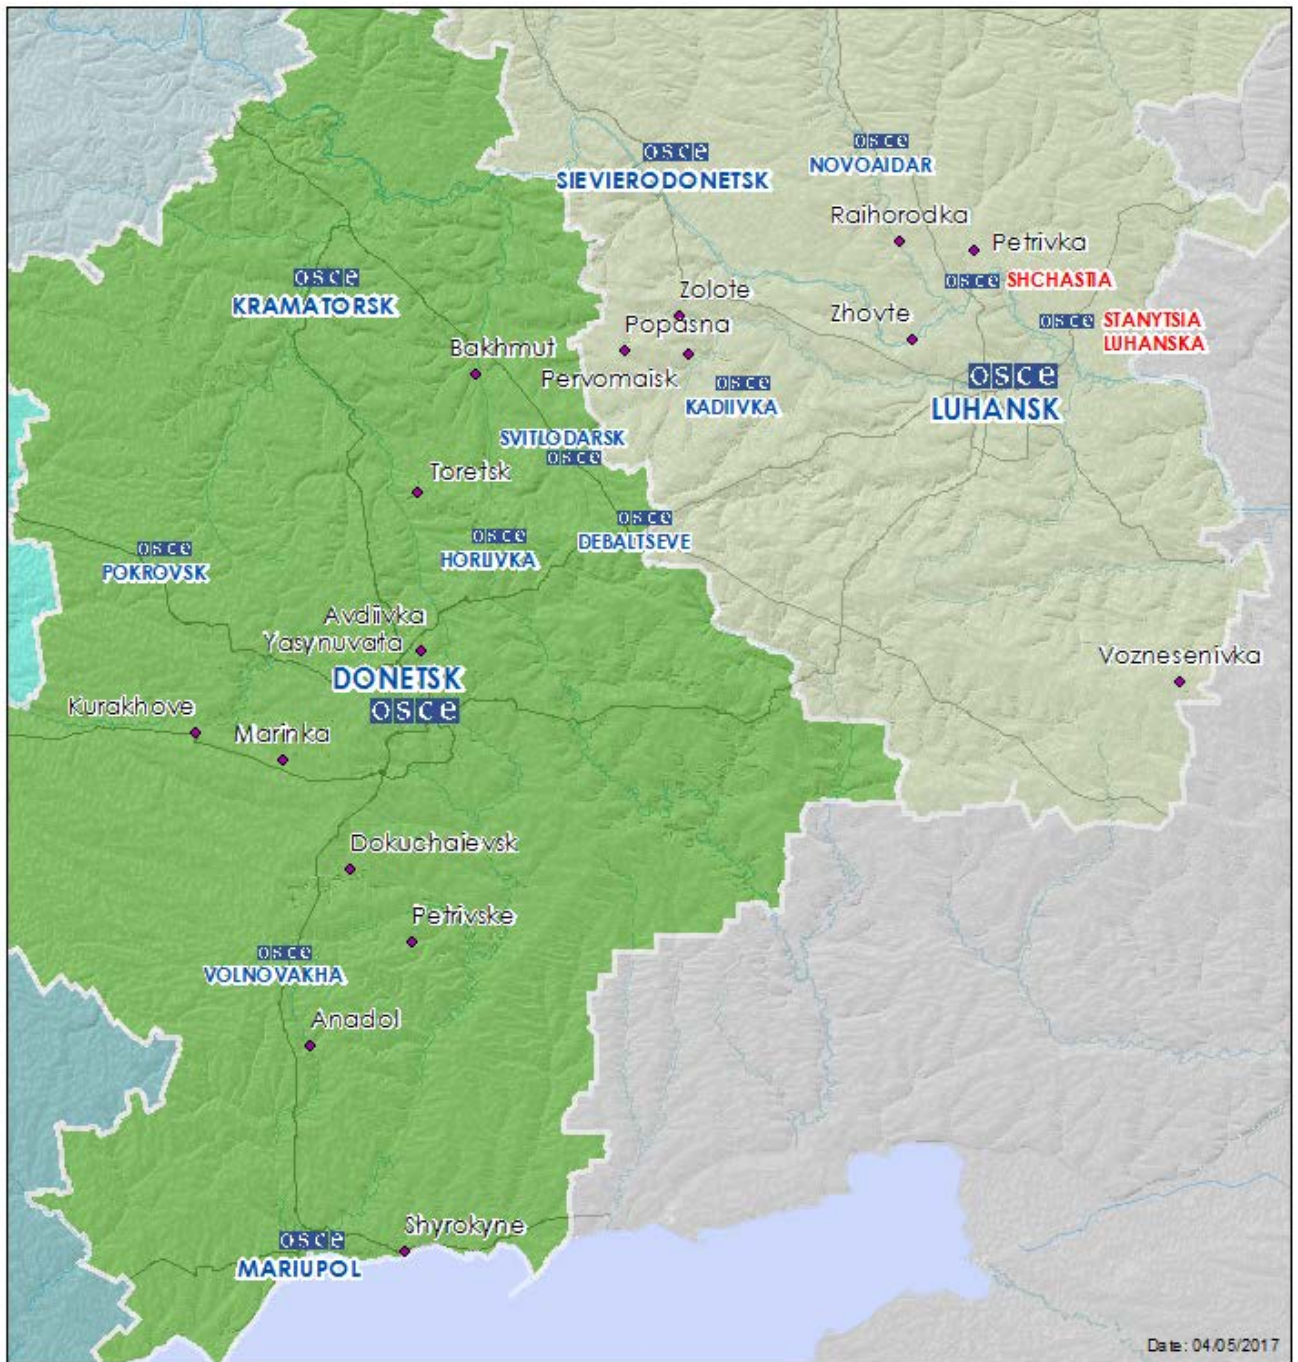 osce
SIEVIERODONETSK
osce
NOVOAIDAR
Raihorodka
Petrivka
osce
KRAMATORSK
osce SHCHASTIA
Zolote
Popasna
Zhovte
osce STANYTSIA
LUHANSKA
Bakhmut
Pervomaisk
osce
KADIIVKA
osce
LUHANSK
SVITLODARSK
osce
Toretsk
osce
DEBALTSEVE
osce
HORLIVKA
osce
POKROVSK
Avdiivka
Yasynuvata
DONETSK
osce
Voznesenivka
Kurakhove
Marinka
Dokuchaievsk
Petrivske
osce
VOLNOVAKHA
Anadol
Shyrokyne
osce
MARIUPOL
Date: 04/05/2017